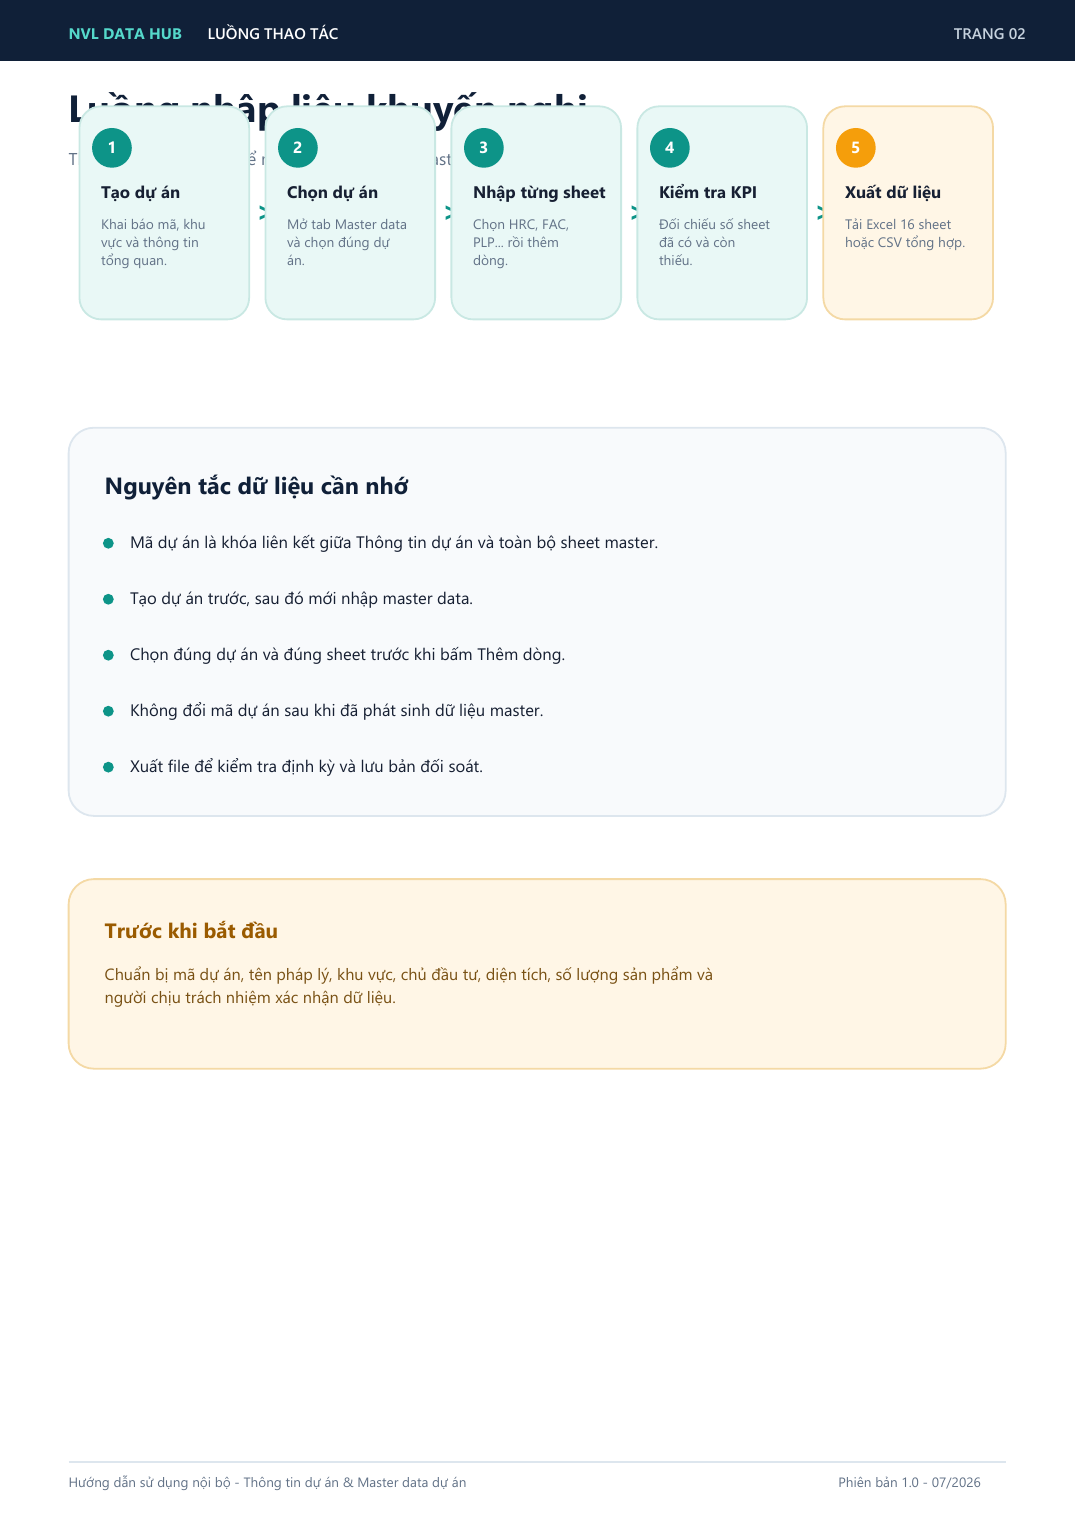 NVL DATA HUB LUỒNG THAO TÁC TRANG 02
Luồng nhập liệu khuyến nghị
1
Tạo dự án
Khai báo mã, khu
vực và thông tin
tổng quan.
>
2
Chọn dự án
Mở tab Master data
và chọn đúng dự
án.
>
3
Nhập từng sheet
Chọn HRC, FAC,
PLP... rồi thêm
dòng.
>
4
Kiểm tra KPI
Đối chiếu số sheet
đã có và còn
thiếu.
>
5
Xuất dữ liệu
Tải Excel 16 sheet
hoặc CSV tổng hợp.
Nguyên tắc dữ liệu cần nhớ
Mã dự án là khóa liên kết giữa Thông tin dự án và toàn bộ sheet master.
Tạo dự án trước, sau đó mới nhập master data.
Chọn đúng dự án và đúng sheet trước khi bấm Thêm dòng.
Không đổi mã dự án sau khi đã phát sinh dữ liệu master.
Xuất file để kiểm tra định kỳ và lưu bản đối soát.
Trước khi bắt đầu
Chuẩn bị mã dự án, tên pháp lý, khu vực, chủ đầu tư, diện tích, số lượng sản phẩm và
người chịu trách nhiệm xác nhận dữ liệu.
Hướng dẫn sử dụng nội bộ - Thông tin dự án & Master data dự án
Phiên bản 1.0 - 07/2026